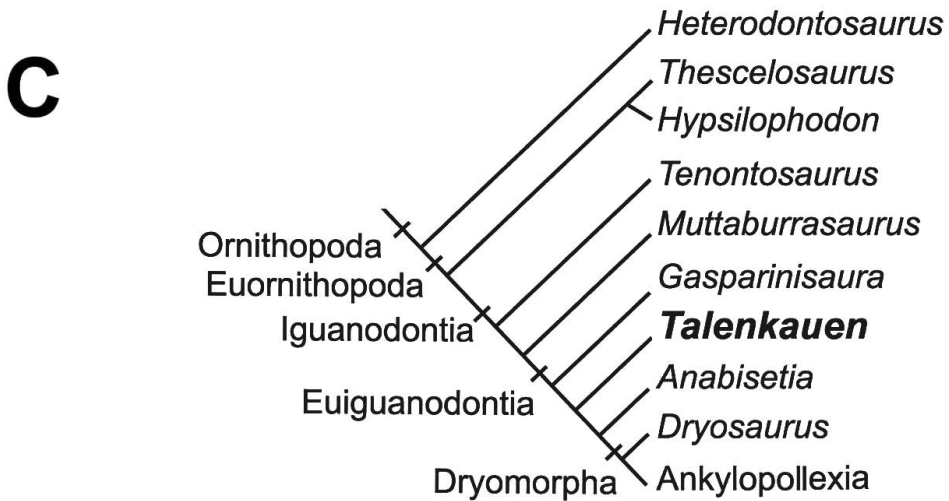 C
Heterodontosaurus
Thescelosaurus
Hypsilophodon
Tenontosaurus
Muttaburrasaurus
Gasparinisaura
Talenkauen
Anabisetia
Dryosaurus
Ankylopollexia
Ornithopoda
Euornithopoda
Iguanodontia
Euiguanodontia
Dryomorpha